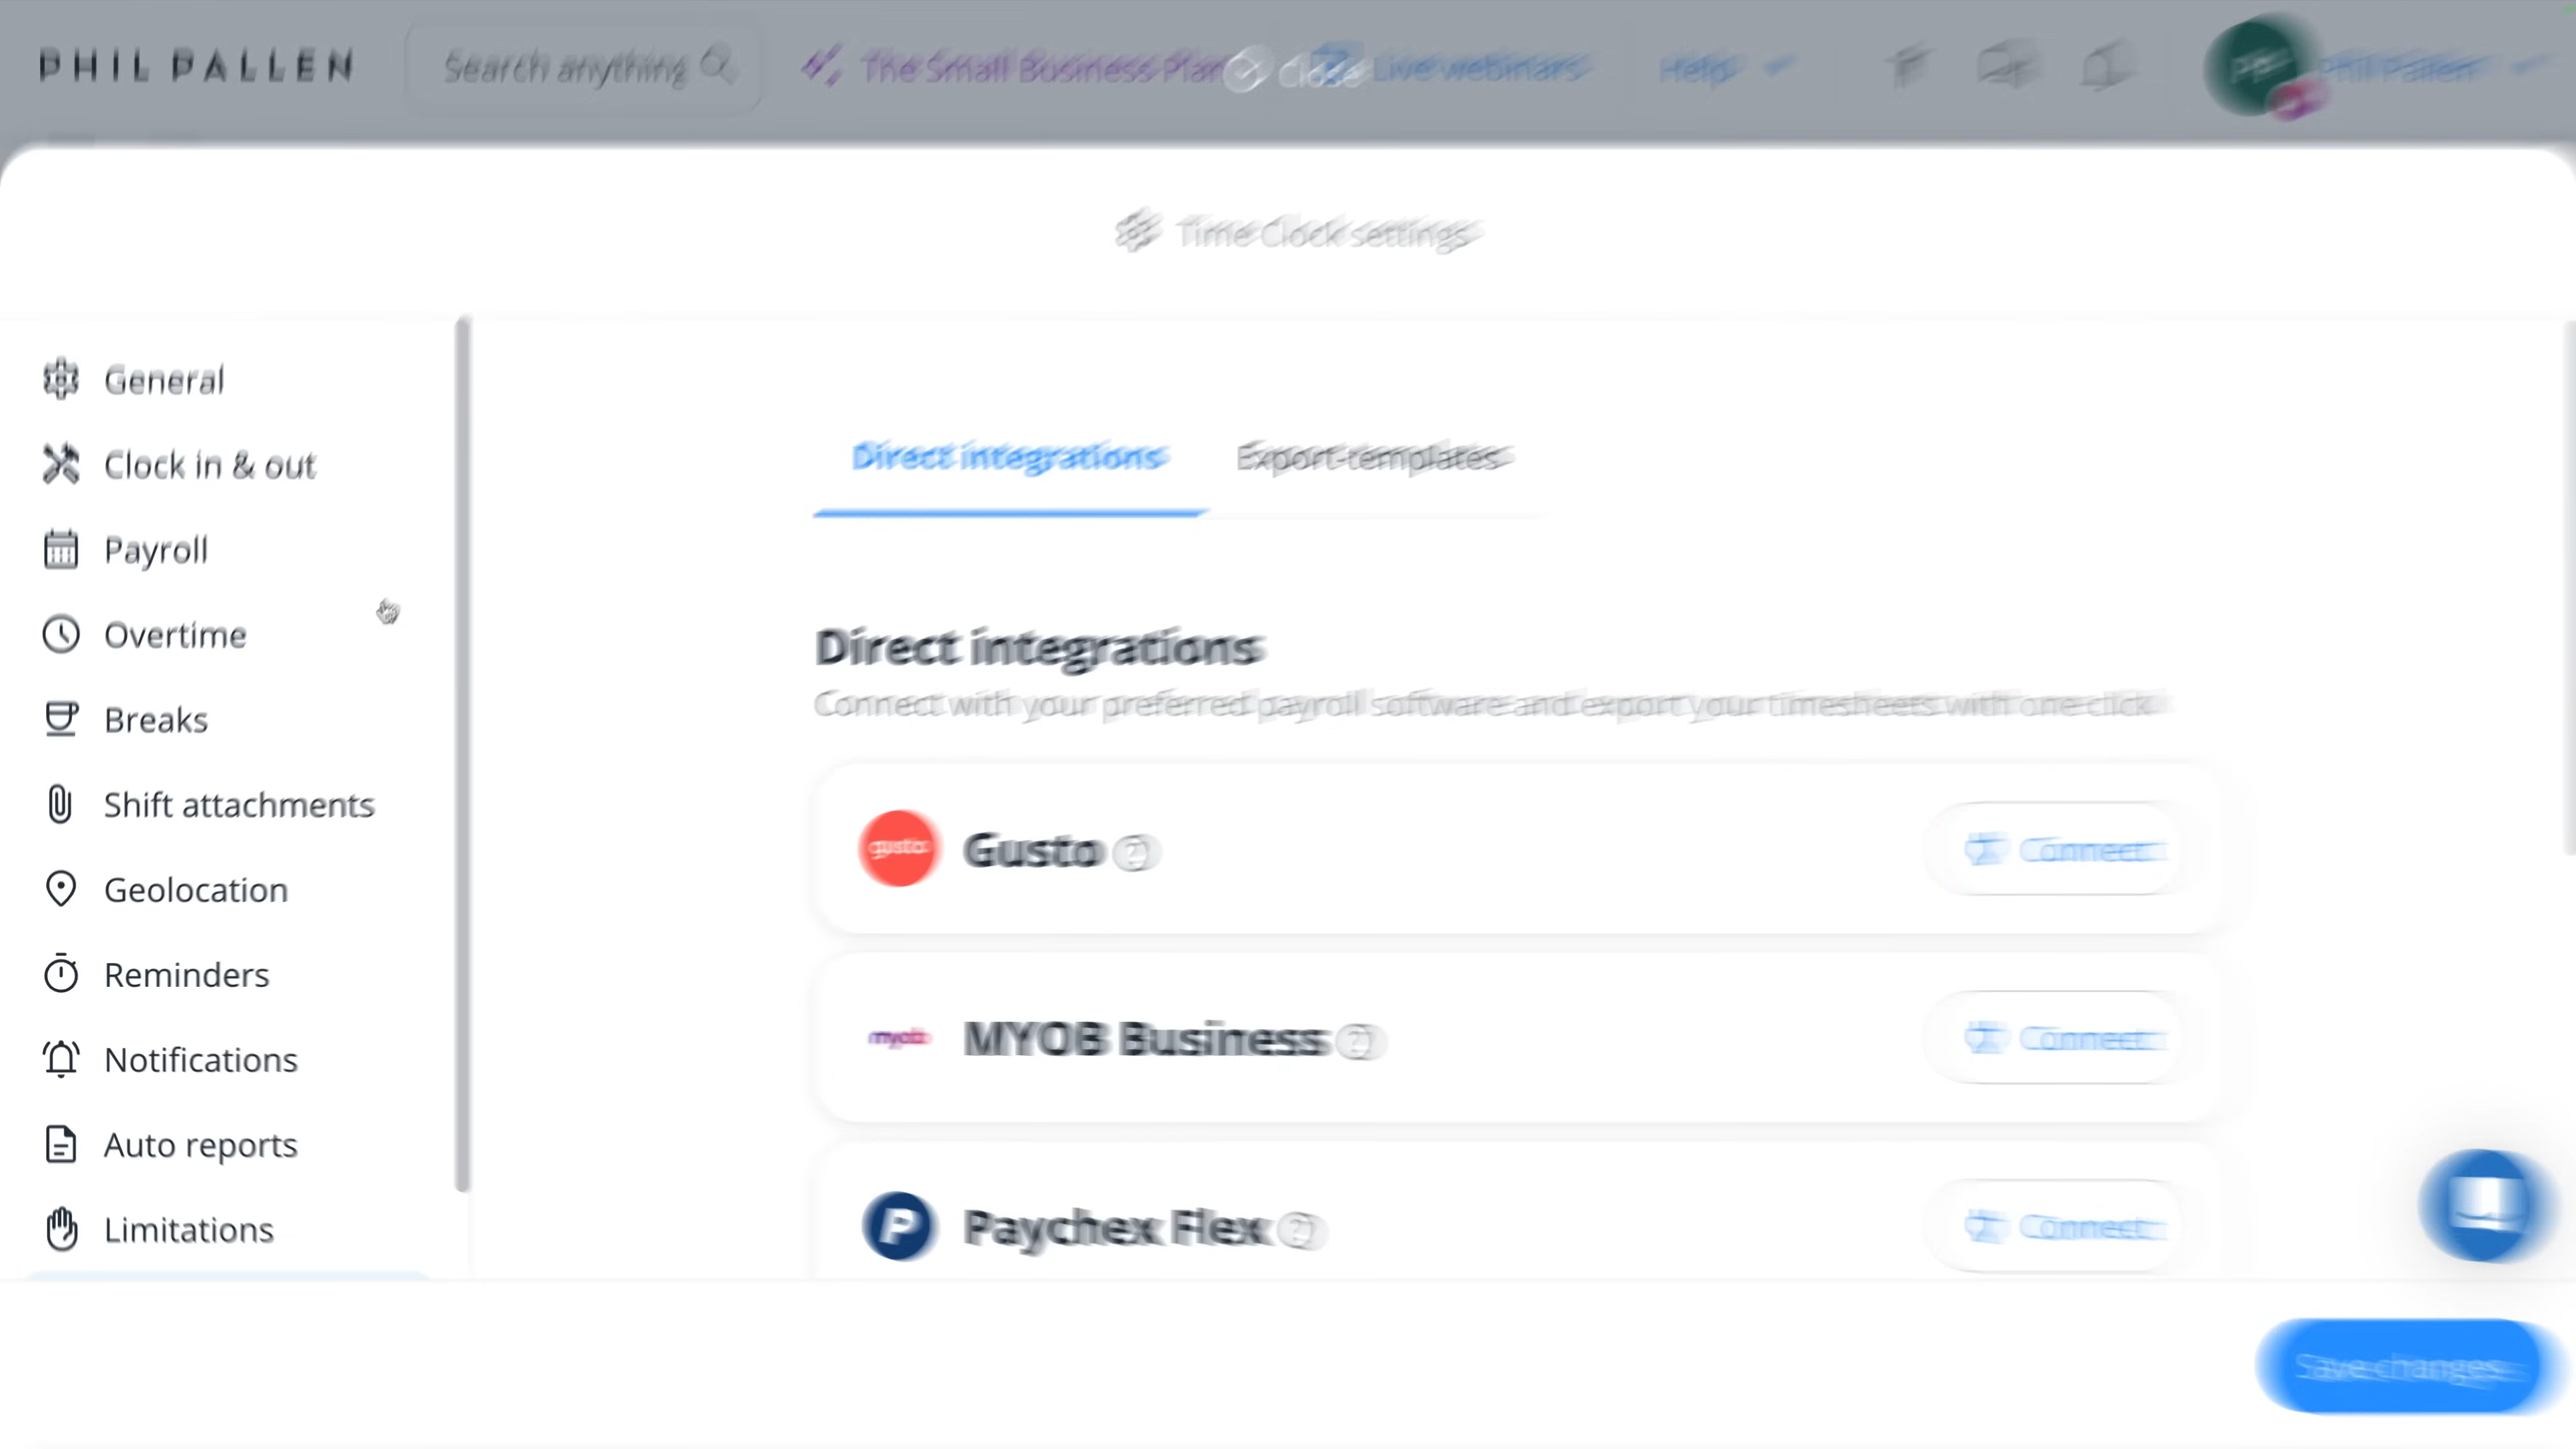 PHIL PALLEN
Search anything
The Small Business Plan
Close
Live webinars
Help
PP
Phil Pallen
Time Clock settings
General
Clock in & out
Payroll
Overtime
Breaks
Shift attachments
Geolocation
Reminders
Notifications
Auto reports
Limitations
Direct integrations
Export templates
Direct integrations
Connect with your preferred payroll software and export your timesheets with one click
gusto
Gusto ?
Connect
myob
MYOB Business ?
Connect
P
Paychex Flex ?
Connect
Save changes